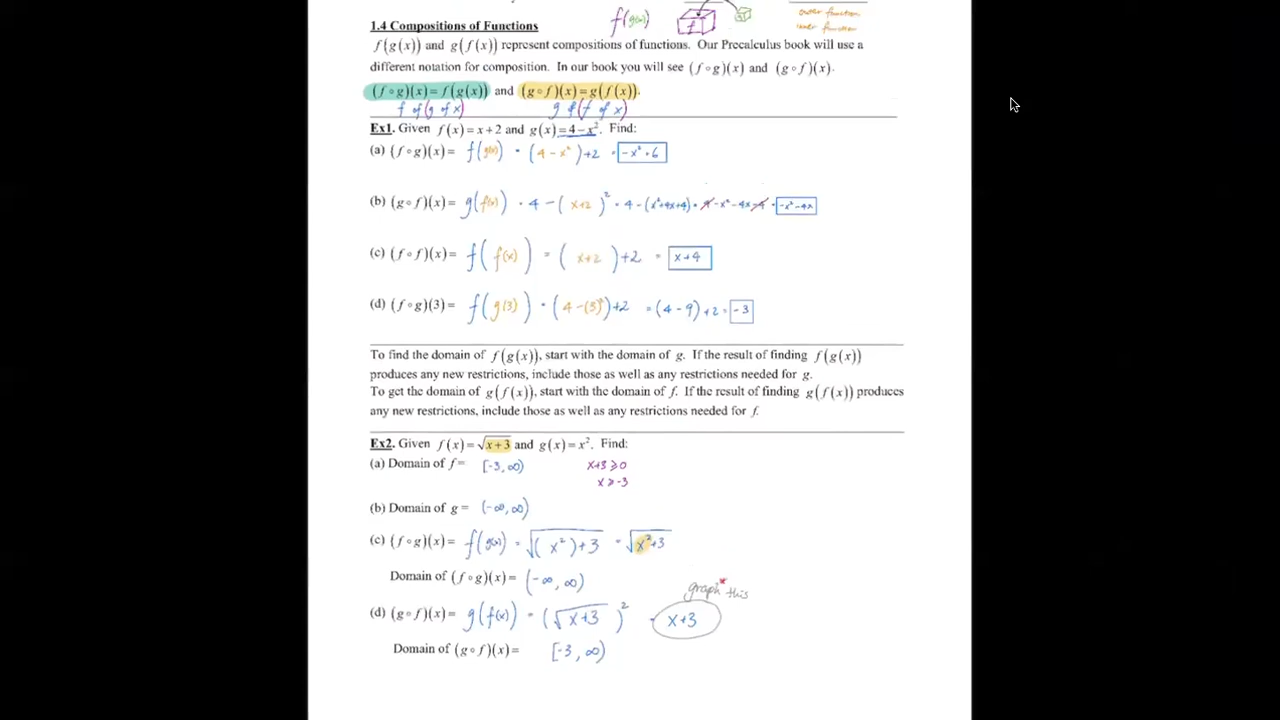 f(g(x)) f g(x) outer function
inner function
1.4 Compositions of Functions
f(g(x)) and g(f(x)) represent compositions of functions. Our Precalculus book will use a
different notation for composition. In our book you will see (f∘g)(x) and (g∘f)(x).
(f∘g)(x)=f(g(x)) and (g∘f)(x)=g(f(x)).
f of (g of x) g of (f of x)
Ex1. Given f(x)=x+2 and g(x)=4−x². Find:
(a) (f∘g)(x)= f(g(x)) = (4−x²)+2 = −x²+6
(b) (g∘f)(x)= g(f(x)) = 4−(x+2)² = 4−(x²+4x+4) = 4−x²−4x−4 = −x²−4x
(c) (f∘f)(x)= f(f(x)) = (x+2)+2 = x+4
(d) (f∘g)(3)= f(g(3)) = (4−(3)²)+2 = (4−9)+2 = −3
To find the domain of f(g(x)), start with the domain of g. If the result of finding f(g(x))
produces any new restrictions, include those as well as any restrictions needed for g.
To get the domain of g(f(x)), start with the domain of f. If the result of finding g(f(x)) produces
any new restrictions, include those as well as any restrictions needed for f.
Ex2. Given f(x)=√x+3 and g(x)=x². Find:
(a) Domain of f= [-3, ∞) x+3≥0
x≥-3
(b) Domain of g= (-∞, ∞)
(c) (f∘g)(x)= f(g(x)) = √(x²)+3 = √x²+3
Domain of (f∘g)(x)= (-∞, ∞)
graph* this
(d) (g∘f)(x)= g(f(x)) = (√x+3)² = x+3
Domain of (g∘f)(x)= [-3, ∞)